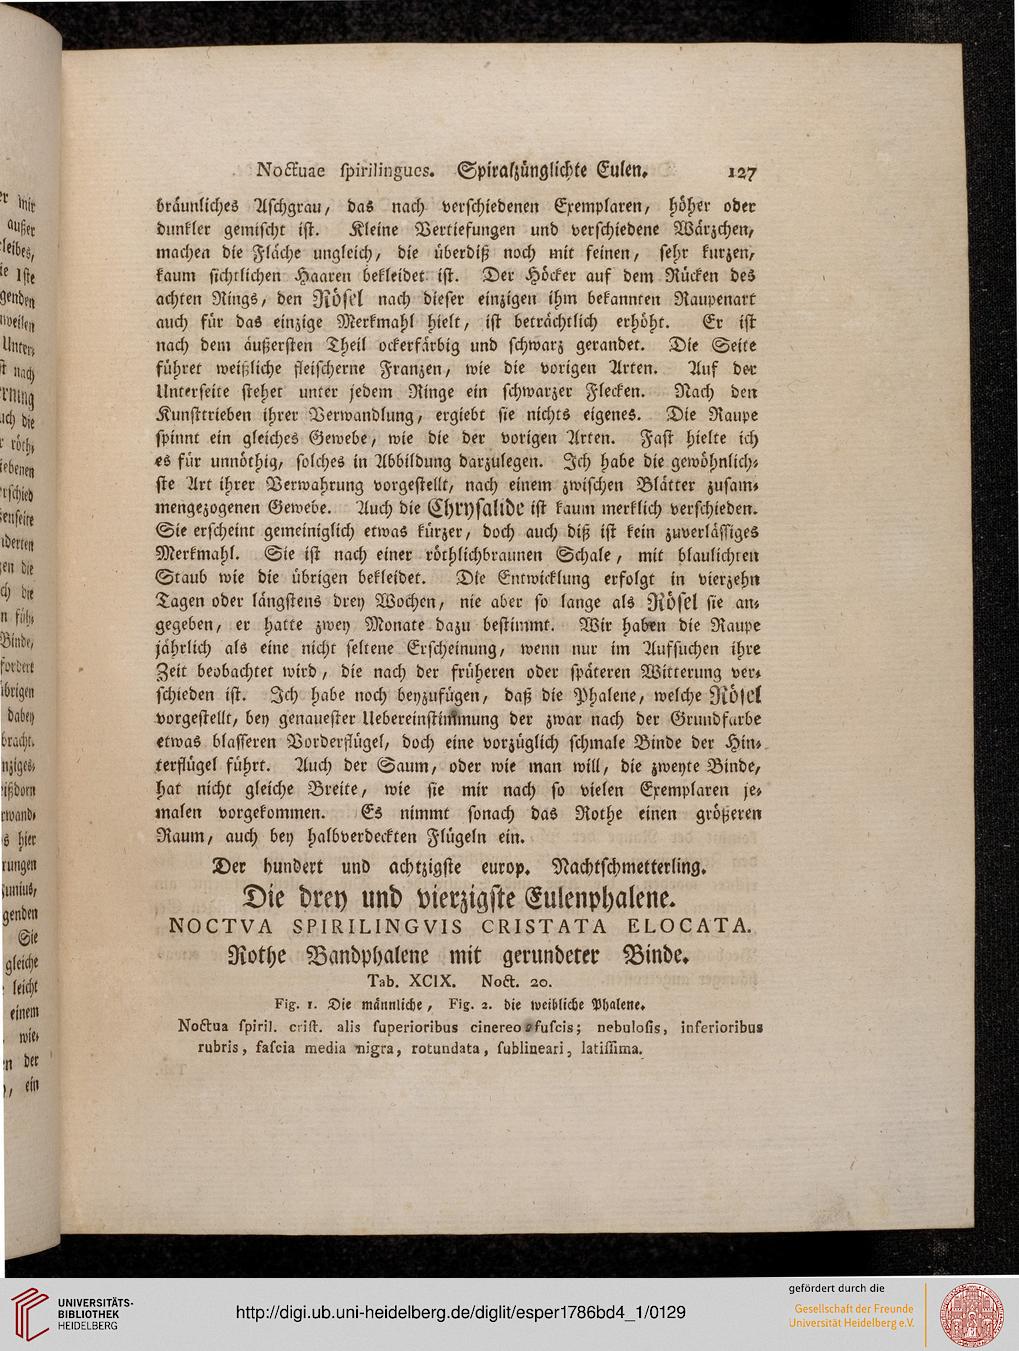 Noctuae spirilingues. Spiralzünglichte Eulen. 127
bräunliches Aschgrau, das nach verschiedenen Exemplaren, höher oder
dunkler gemischt ist. Kleine Vertiefungen und verschiedene Wärzchen,
machen die Fläche ungleich, die überdiß noch mit feinen, sehr kurzen,
kaum sichtlichen Haaren bekleidet ist. Der Höcker auf dem Rücken des
achten Rings, den Rösel nach dieser einzigen ihm bekannten Raupenart
auch für das einzige Merkmahl hielt, ist beträchtlich erhöht. Er ist
nach dem äußersten Theil ockerfärbig und schwarz gerandet. Die Seite
führet weißliche fleischerne Franzen, wie die vorigen Arten. Auf der
Unterseite stehet unter jedem Ringe ein schwarzer Flecken. Nach den
Kunsttrieben ihrer Verwandlung, ergiebt sie nichts eigenes. Die Raupe
spinnt ein gleiches Gewebe, wie die der vorigen Arten. Fast hielte ich
es für unnöthig, solches in Abbildung darzulegen. Ich habe die gewöhnlich-
ste Art ihrer Verwahrung vorgestellt, nach einem zwischen Blätter zusam-
mengezogenen Gewebe. Auch die Chrysalide ist kaum merklich verschieden.
Sie erscheint gemeiniglich etwas kürzer, doch auch diß ist kein zuverlässiges
Merkmahl. Sie ist nach einer röthlichbraunen Schale, mit blaulichten
Staub wie die übrigen bekleidet. Die Entwicklung erfolgt in vierzehn
Tagen oder längstens drey Wochen, nie aber so lange als Rösel sie an-
gegeben, er hatte zwey Monate dazu bestimmt. Wir haben die Raupe
jährlich als eine nicht seltene Erscheinung, wenn nur im Aufsuchen ihre
Zeit beobachtet wird, die nach der früheren oder späteren Witterung ver-
schieden ist. Ich habe noch beyzufügen, daß die Phalene, welche Rösel
vorgestellt, bey genauester Uebereinstimmung der zwar nach der Grundfarbe
etwas blasseren Vorderflügel, doch eine vorzüglich schmale Binde der Hin-
terflügel führt. Auch der Saum, oder wie man will, die zweyte Binde,
hat nicht gleiche Breite, wie sie mir nach so vielen Exemplaren je-
malen vorgekommen. Es nimmt sonach das Rothe einen größeren
Raum, auch bey halbverdeckten Flügeln ein.
Der hundert und achtzigste europ. Nachtschmetterling.
Die drey und vierzigste Eulenphalene.
NOCTVA SPIRILINGVIS CRISTATA ELOCATA.
Rothe Bandphalene mit gerundeter Binde.
Tab. XCIX. Noct. 20.
Fig. 1. Die männliche, Fig. 2. die weibliche Phalene.
Noctua spiril. crist. alis superioribus cinereo-fuscis; nebulosis, inferioribus
rubris, fascia media nigra, rotundata, sublineari, latissima.
UNIVERSITÄTS-
BIBLIOTHEK
HEIDELBERG
http://digi.ub.uni-heidelberg.de/diglit/esper1786bd4_1/0129
gefördert durch die
Gesellschaft der Freunde
Universität Heidelberg e.V.